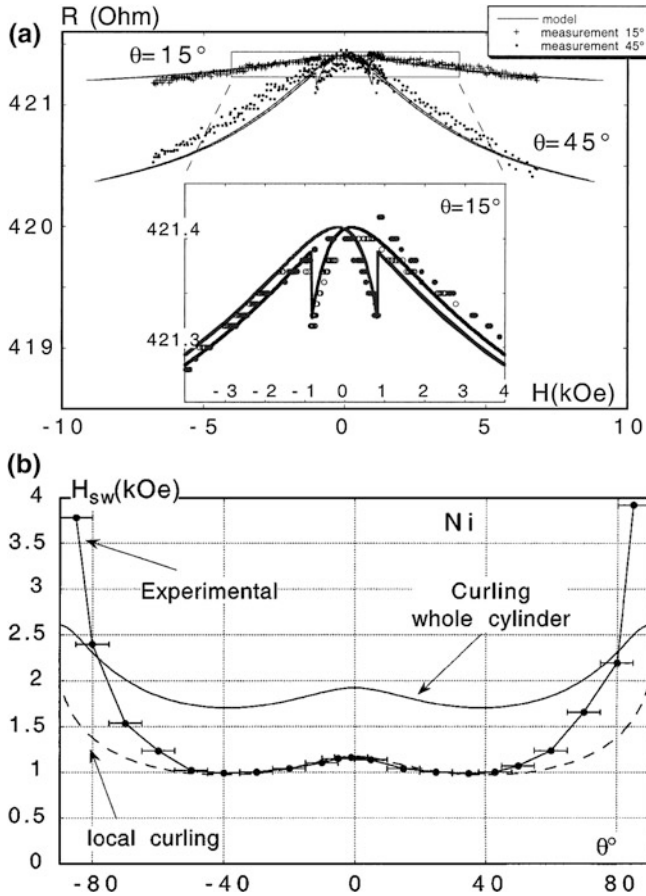 (a) R (Ohm)
model
measurement 15°
measurement 45°
θ=15°
421
θ=45°
420
419
θ=15°
421.4
421.3
-3 -2 -1 0 1 2 3 4 H(kOe)
-10 -5 0 5 10
(b) H_sw(kOe)
4
3.5
3
2.5
2
1.5
1
0.5
0
Ni
Experimental
Curling
whole cylinder
local curling
θ°
-80 -40 0 40 80